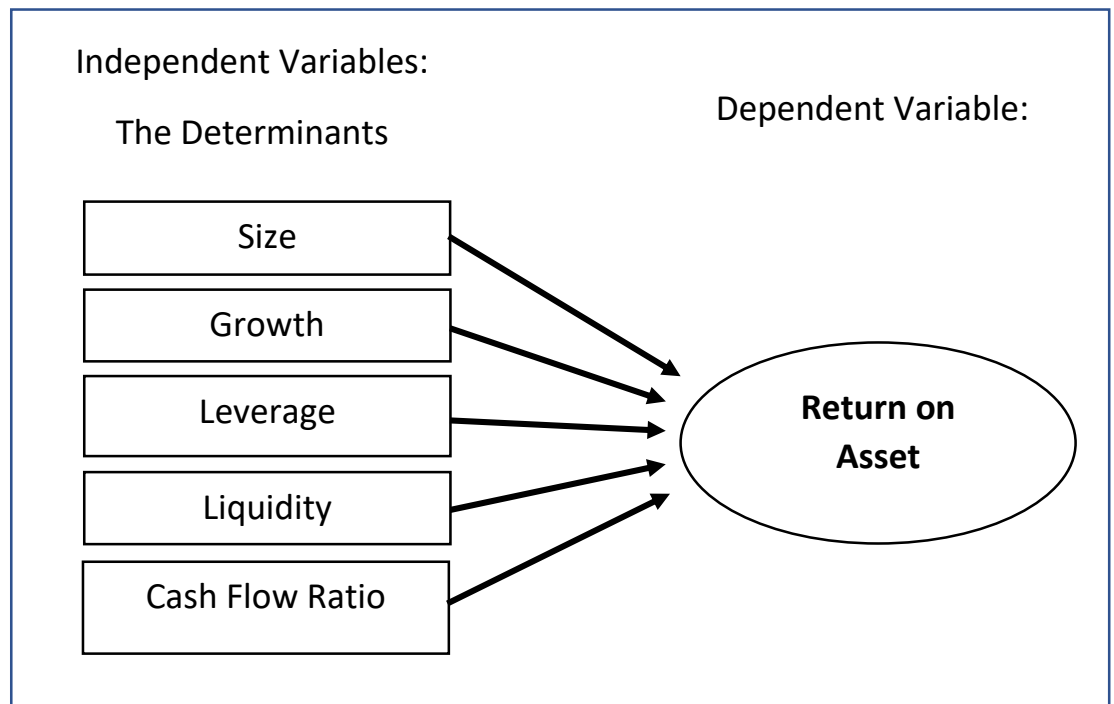 Independent Variables:
The Determinants
Dependent Variable:
Size
Growth
Leverage
Liquidity
Cash Flow Ratio
Return on
Asset